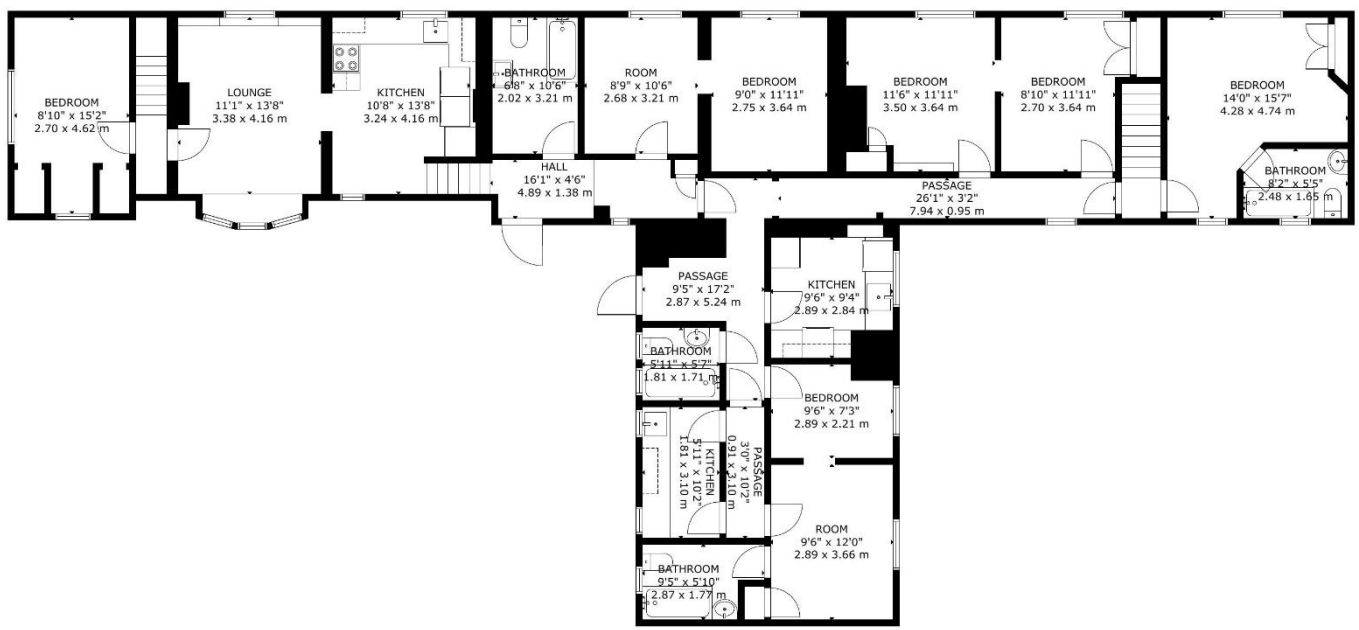 BEDROOM
8'10" x 15'2"
2.70 x 4.62 m
LOUNGE
11'1" x 13'8"
3.38 x 4.16 m
KITCHEN
10'8" x 13'8"
3.24 x 4.16 m
BATHROOM
6'8" x 10'6"
2.02 x 3.21 m
ROOM
8'9" x 10'6"
2.68 x 3.21 m
BEDROOM
9'0" x 11'11"
2.75 x 3.64 m
BEDROOM
11'6" x 11'11"
3.50 x 3.64 m
BEDROOM
8'10" x 11'11"
2.70 x 3.64 m
BEDROOM
14'0" x 15'7"
4.28 x 4.74 m
HALL
16'1" x 4'6"
4.89 x 1.38 m
PASSAGE
26'1" x 3'2"
7.94 x 0.95 m
BATHROOM
8'2" x 5'5"
2.48 x 1.65 m
PASSAGE
9'5" x 17'2"
2.87 x 5.24 m
KITCHEN
9'6" x 9'4"
2.89 x 2.84 m
BATHROOM
5'11" x 5'7"
1.81 x 1.71 m
BEDROOM
9'6" x 7'3"
2.89 x 2.21 m
KITCHEN
5'11" x 10'2"
1.81 x 3.10 m
PASSAGE
3'0" x 10'2"
0.91 x 3.10 m
ROOM
9'6" x 12'0"
2.89 x 3.66 m
BATHROOM
9'5" x 5'10"
2.87 x 1.77 m